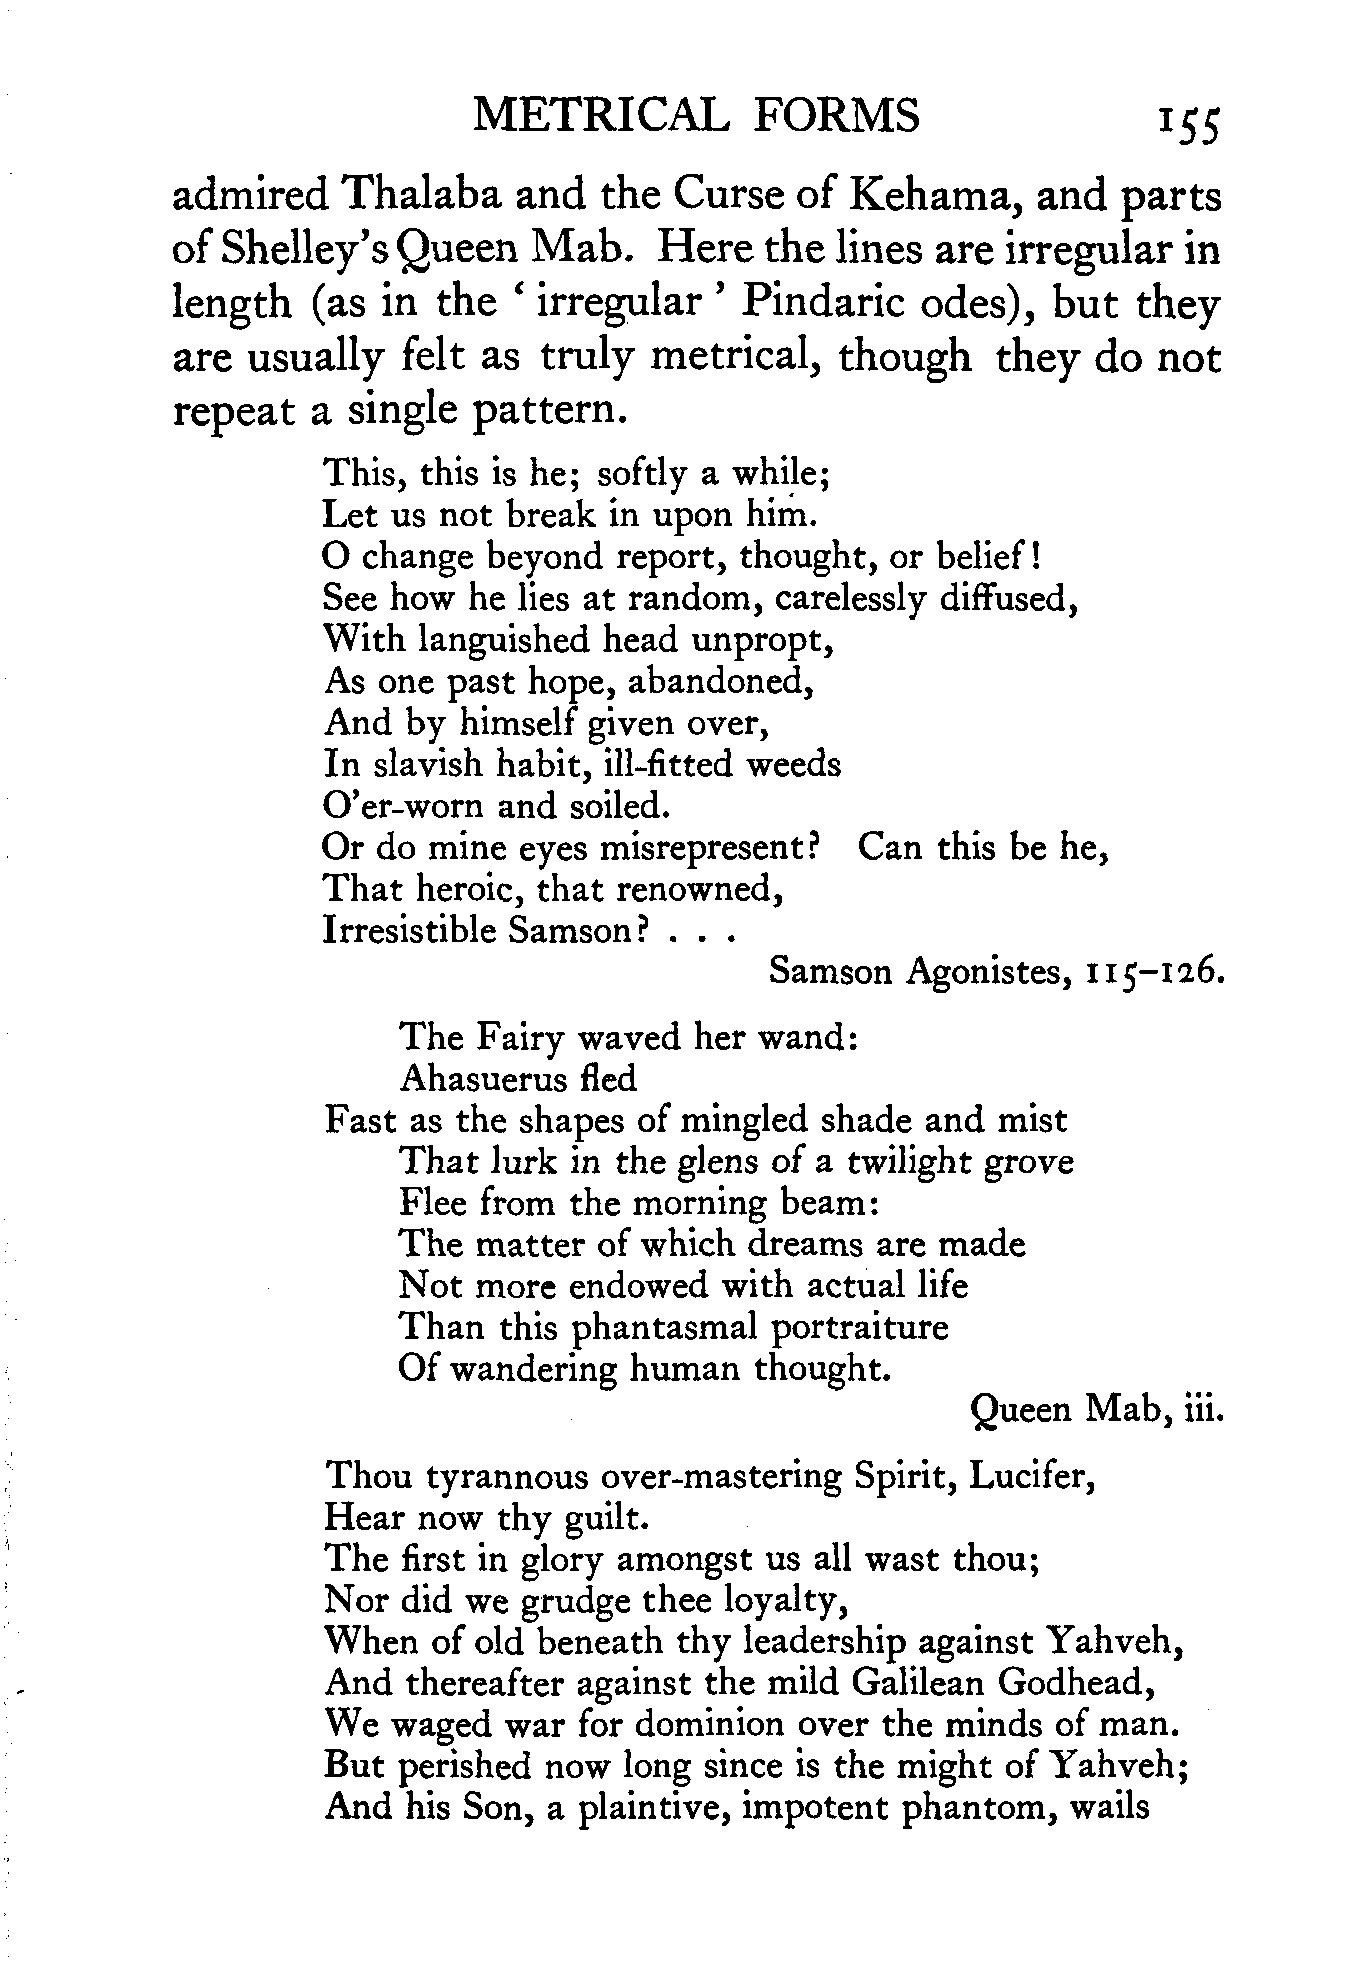 METRICAL FORMS 155
admired Thalaba and the Curse of Kehama, and parts
of Shelley's Queen Mab. Here the lines are irregular in
length (as in the ‘ irregular ’ Pindaric odes), but they
are usually felt as truly metrical, though they do not
repeat a single pattern.
This, this is he; softly a while;
Let us not break in upon him.
O change beyond report, thought, or belief!
See how he lies at random, carelessly diffused,
With languished head unpropt,
As one past hope, abandoned,
And by himself given over,
In slavish habit, ill-fitted weeds
O'er-worn and soiled.
Or do mine eyes misrepresent? Can this be he,
That heroic, that renowned,
Irresistible Samson? . . .
Samson Agonistes, 115–126.
The Fairy waved her wand:
Ahasuerus fled
Fast as the shapes of mingled shade and mist
That lurk in the glens of a twilight grove
Flee from the morning beam:
The matter of which dreams are made
Not more endowed with actual life
Than this phantasmal portraiture
Of wandering human thought.
Queen Mab, iii.
Thou tyrannous over-mastering Spirit, Lucifer,
Hear now thy guilt.
The first in glory amongst us all wast thou;
Nor did we grudge thee loyalty,
When of old beneath thy leadership against Yahveh,
And thereafter against the mild Galilean Godhead,
We waged war for dominion over the minds of man.
But perished now long since is the might of Yahveh;
And his Son, a plaintive, impotent phantom, wails